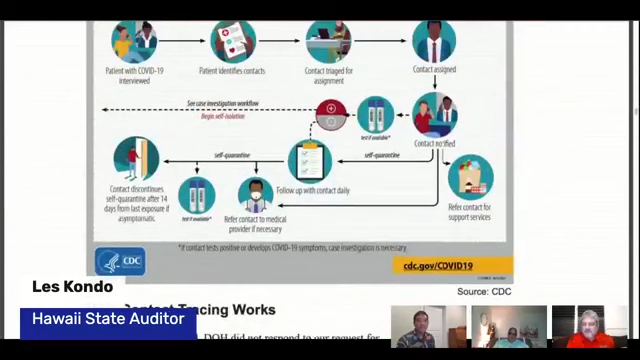 Patient with COVID-19
interviewed
Patient identifies contacts
Contact triaged for
assignment
Contact assigned
See case investigation workflow
Begin self-isolation
test if available*
Contact notified
self-quarantine
self-quarantine
Contact discontinues
self-quarantine after 14
days from last exposure if
asymptomatic
test if available*
Refer contact to medical
provider if necessary
Follow up with contact daily
Refer contact for
support services
*If contact tests positive or develops COVID-19 symptoms, case investigation is necessary.
CDC
cdc.gov/COVID19
Source: CDC
Les Kondo
Hawaii State Auditor
Contact Tracing Works
DOH did not respond to our request for